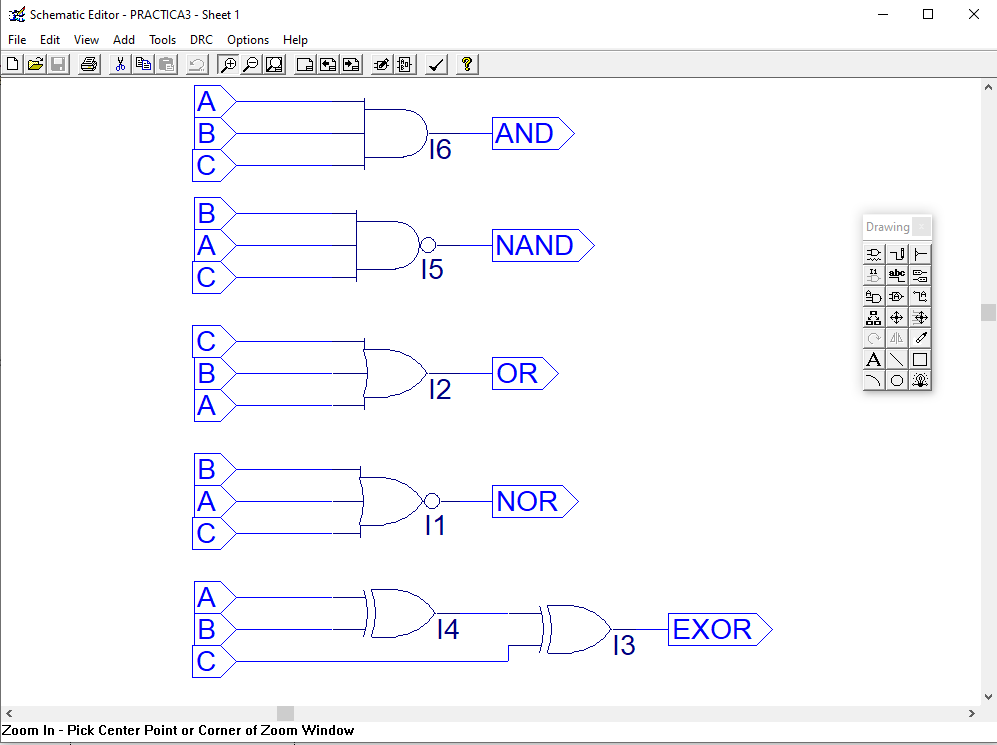 Schematic Editor - PRACTICA3 - Sheet 1
File Edit View Add Tools DRC Options Help
A
B
C
I6
AND
B
A
C
I5
NAND
Drawing
I1
abc
A
C
B
A
I2
OR
B
A
C
I1
NOR
A
B
C
I4
I3
EXOR
Zoom In - Pick Center Point or Corner of Zoom Window